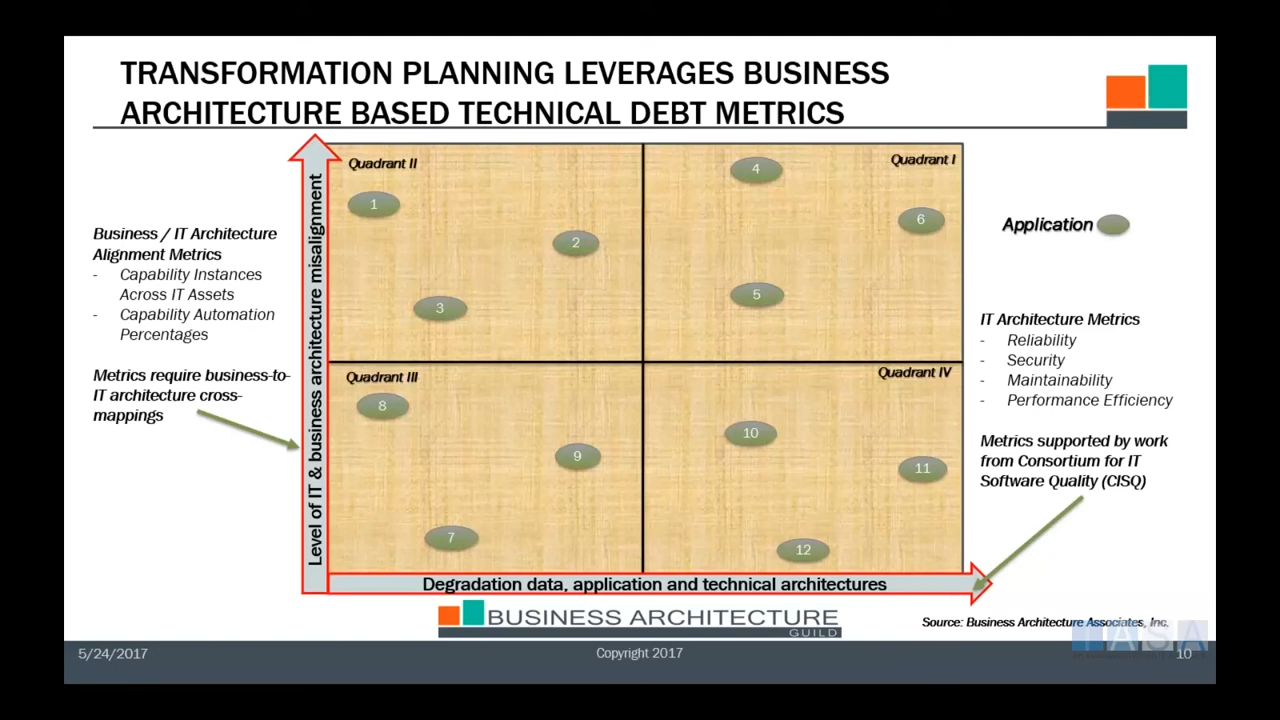 TRANSFORMATION PLANNING LEVERAGES BUSINESS
ARCHITECTURE BASED TECHNICAL DEBT METRICS
Business / IT Architecture
Alignment Metrics
- Capability Instances
Across IT Assets
- Capability Automation
Percentages
Metrics require business-to-
IT architecture cross-
mappings
Level of IT & business architecture misalignment
Quadrant II
1
2
3
Quadrant I
4
6
5
Quadrant III
8
9
7
Quadrant IV
10
11
12
Degradation data, application and technical architectures
Application
IT Architecture Metrics
- Reliability
- Security
- Maintainability
- Performance Efficiency
Metrics supported by work
from Consortium for IT
Software Quality (CISQ)
BUSINESS ARCHITECTURE
GUILD
Source: Business Architecture Associates, Inc.
IASA
5/24/2017
Copyright 2017
10